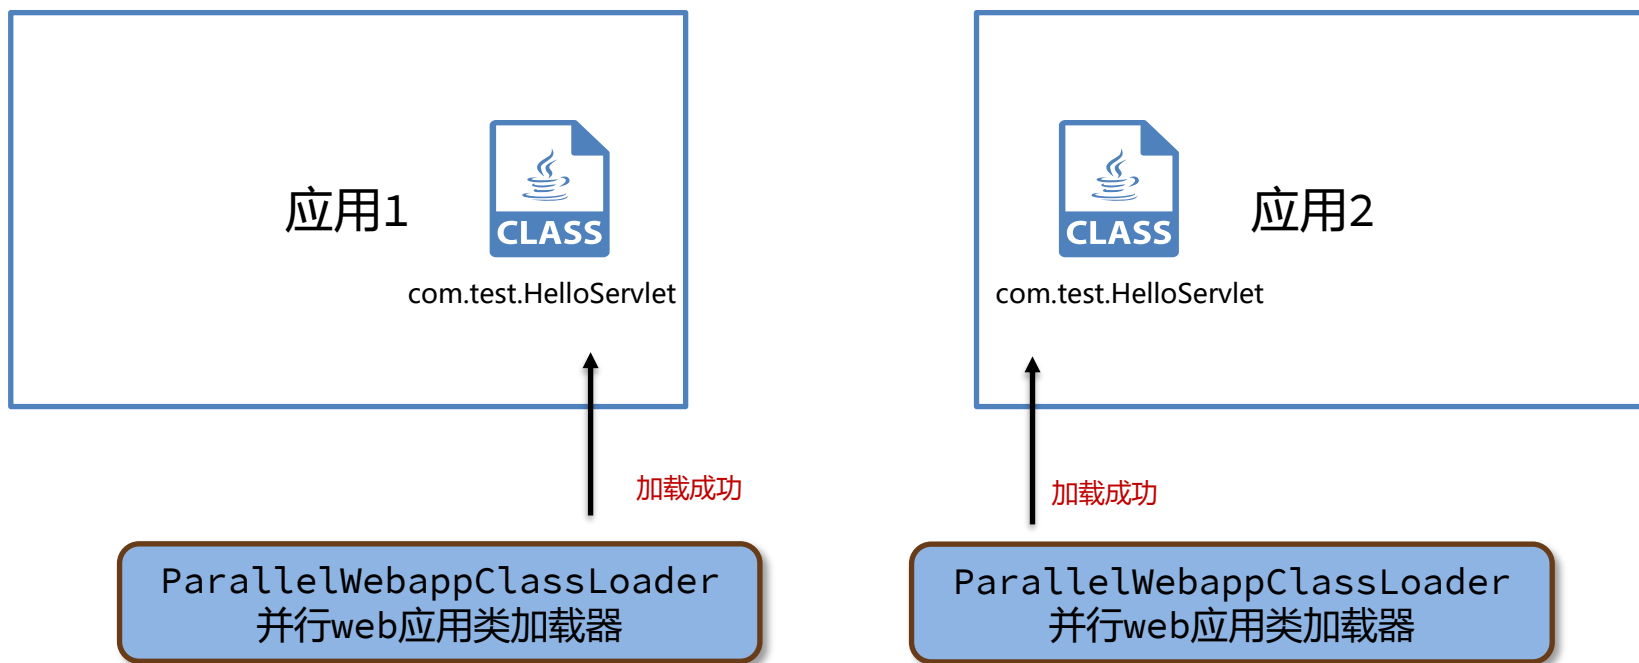 应用1
CLASS
com.test.HelloServlet
加载成功
ParallelWebappClassLoader
并行web应用类加载器
CLASS
应用2
com.test.HelloServlet
加载成功
ParallelWebappClassLoader
并行web应用类加载器